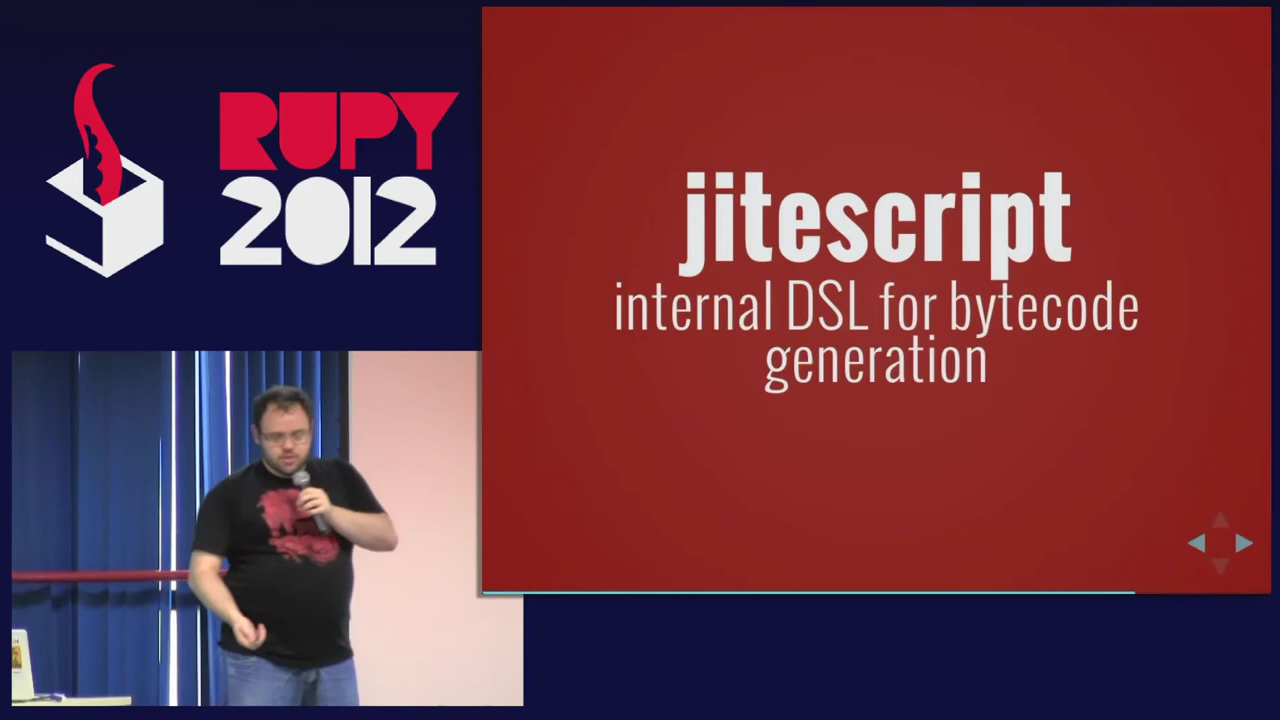 RUPY
2012
jitescript
internal DSL for bytecode
generation